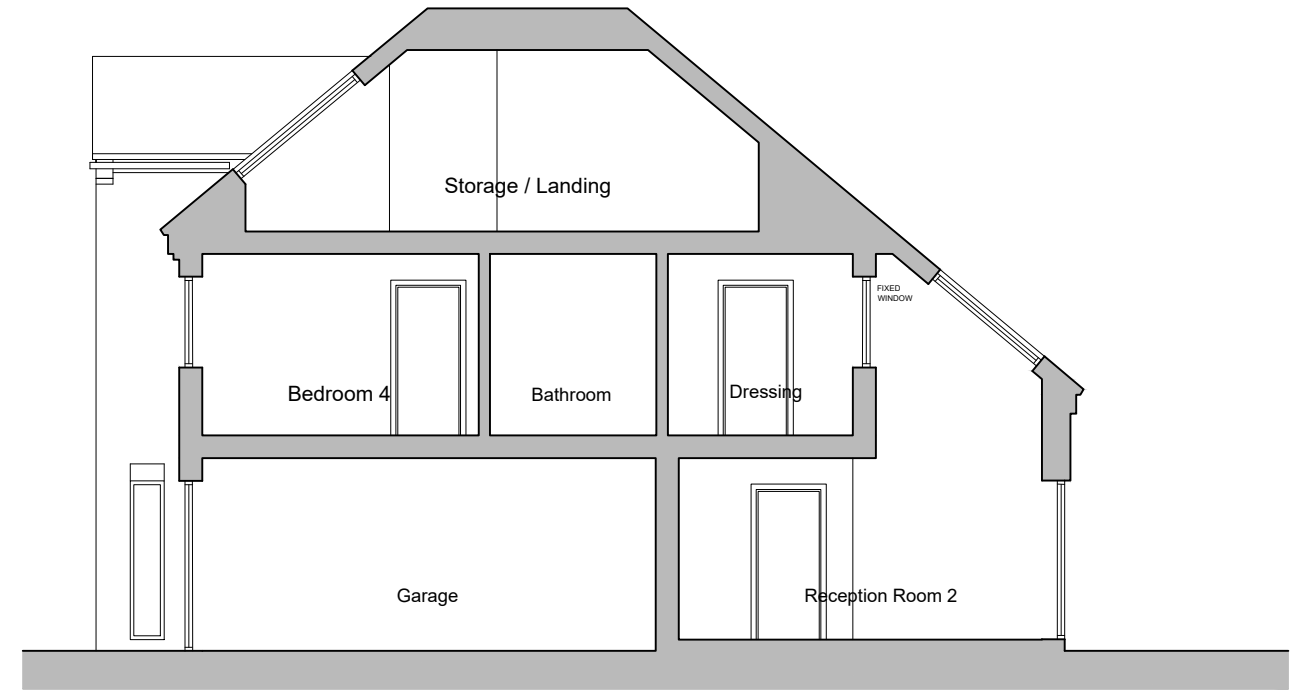 Storage / Landing
FIXED
WINDOW
Bedroom 4
Bathroom
Dressing
Garage
Reception Room 2